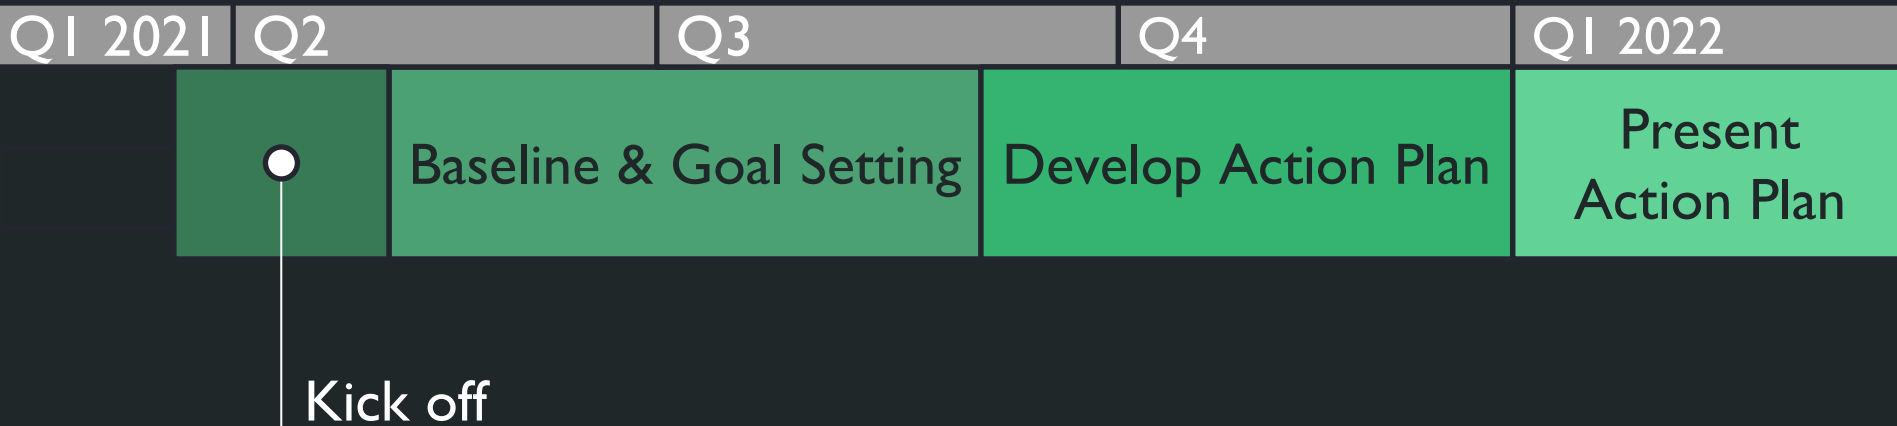 Q1 2021 Q2 Q3 Q4 Q1 2022
Baseline & Goal Setting Develop Action Plan Present
Action Plan
Kick off